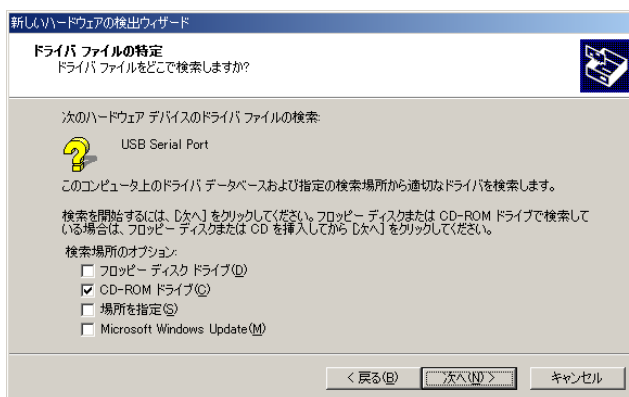 新しいハードウェアの検出ウィザード
ドライバ ファイルの特定
ドライバ ファイルをどこで検索しますか?
次のハードウェア デバイスのドライバ ファイルの検索:
USB Serial Port
このコンピュータ上のドライバ データベースおよび指定の検索場所から適切なドライバを検索します。
検索を開始するには、[次へ] をクリックしてください。フロッピー ディスクまたは CD-ROM ドライブで検索して
いる場合は、フロッピー ディスクまたは CD を挿入してから [次へ] をクリックしてください。
検索場所のオプション:
フロッピー ディスク ドライブ(D)
CD-ROM ドライブ(C)
場所を指定(S)
Microsoft Windows Update(M)
< 戻る(B) 次へ(N) > キャンセル